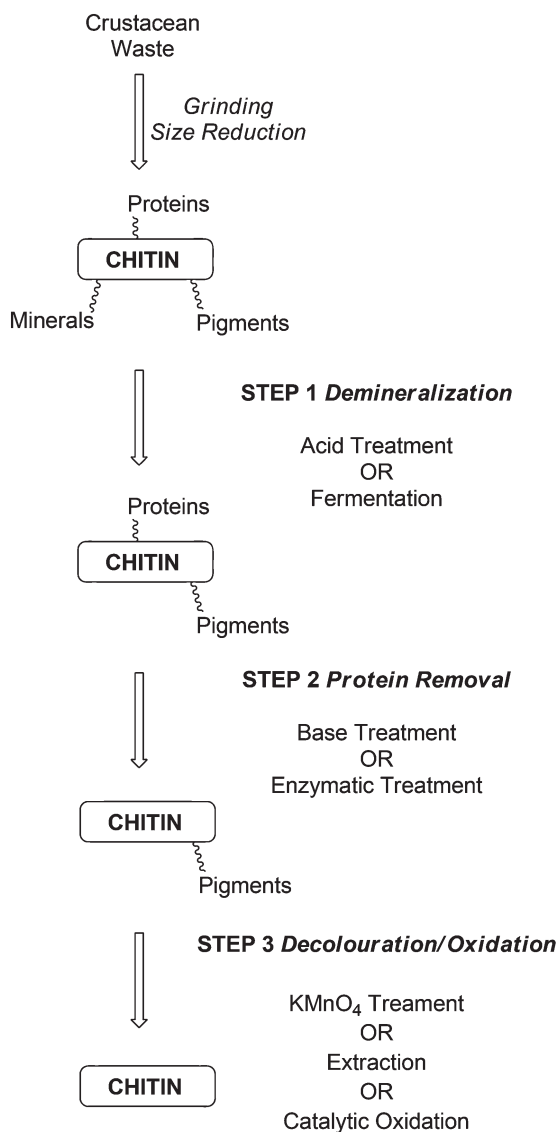 Crustacean
Waste
Grinding
Size Reduction
Proteins
CHITIN
Minerals
Pigments
STEP 1 Demineralization
Acid Treatment
OR
Fermentation
Proteins
CHITIN
Pigments
STEP 2 Protein Removal
Base Treatment
OR
Enzymatic Treatment
CHITIN
Pigments
STEP 3 Decolouration/Oxidation
KMnO4 Treament
OR
Extraction
OR
Catalytic Oxidation
CHITIN